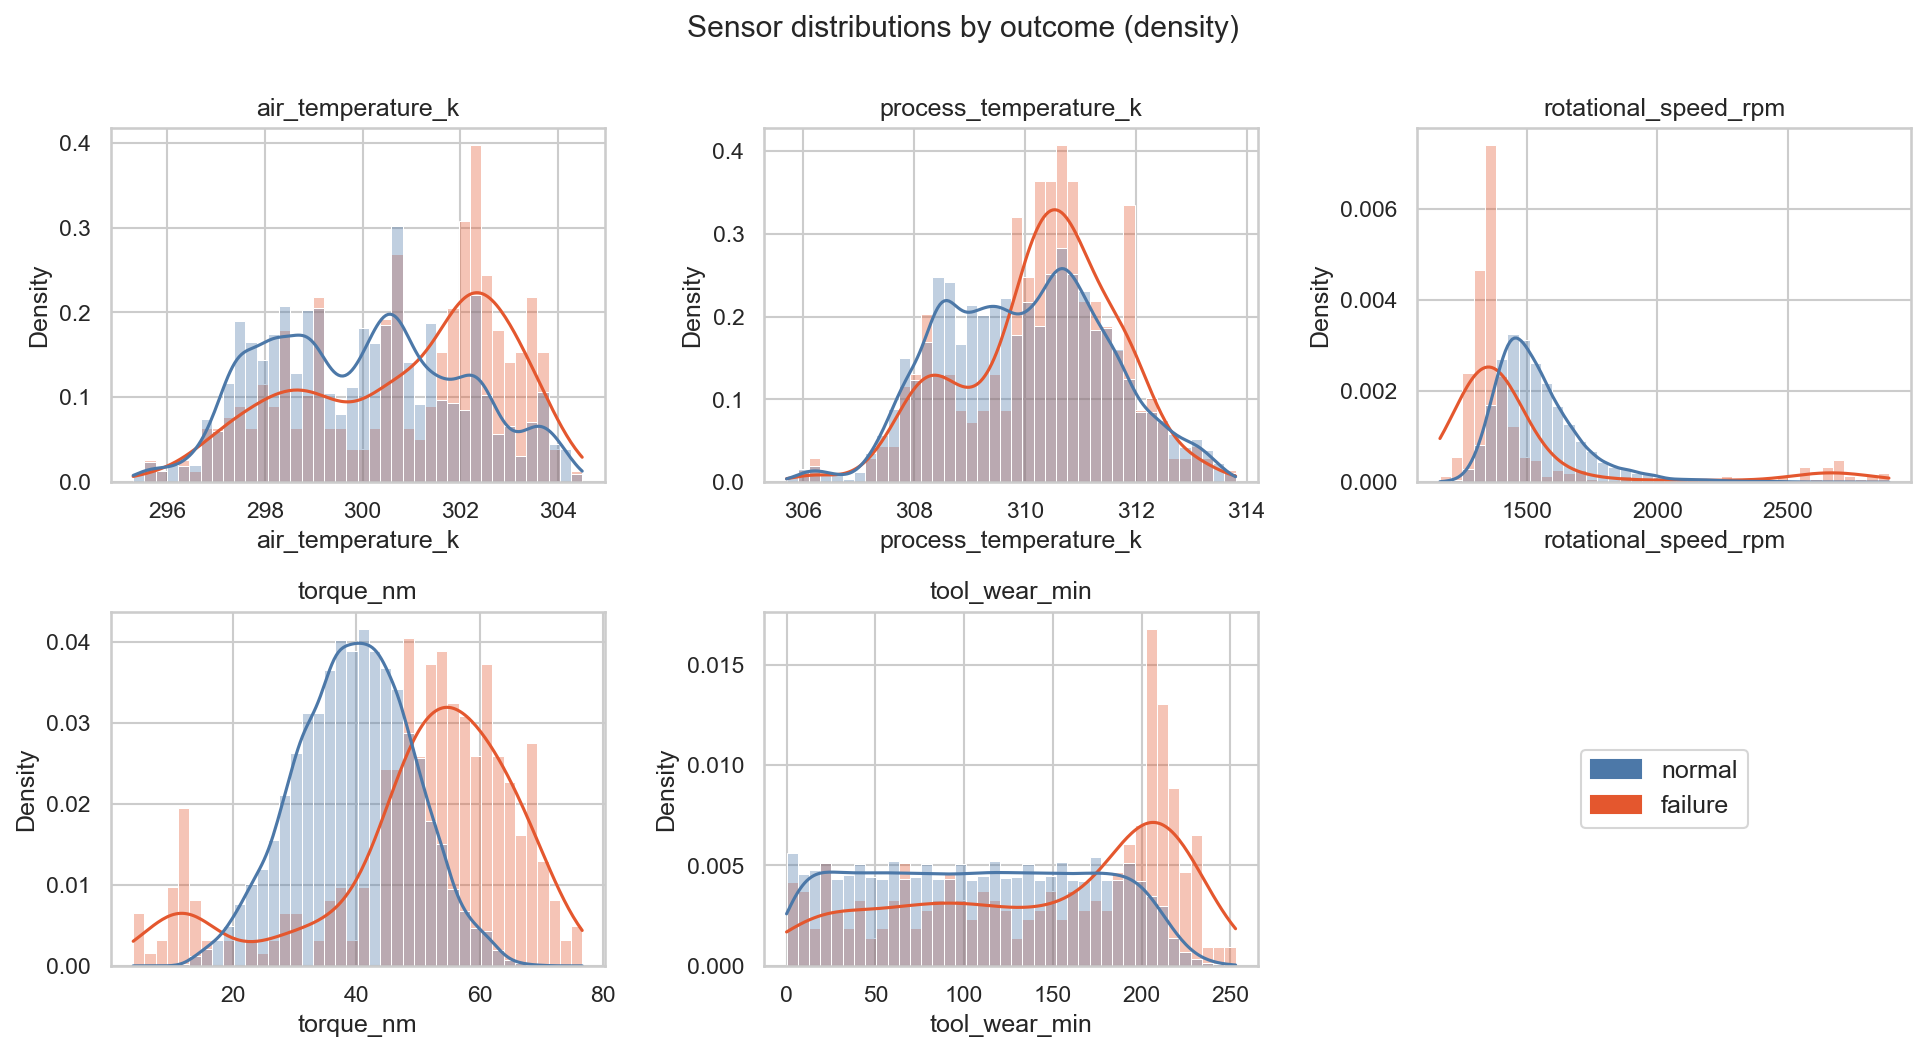 Sensor distributions by outcome (density)
air_temperature_k
Density
0.4
0.3
0.2
0.1
0.0
296 298 300 302 304
air_temperature_k
process_temperature_k
Density
0.4
0.3
0.2
0.1
0.0
306 308 310 312 314
process_temperature_k
rotational_speed_rpm
Density
0.006
0.004
0.002
0.000
1500 2000 2500
rotational_speed_rpm
torque_nm
Density
0.04
0.03
0.02
0.01
0.00
20 40 60 80
torque_nm
tool_wear_min
Density
0.015
0.010
0.005
0.000
0 50 100 150 200 250
tool_wear_min
normal
failure